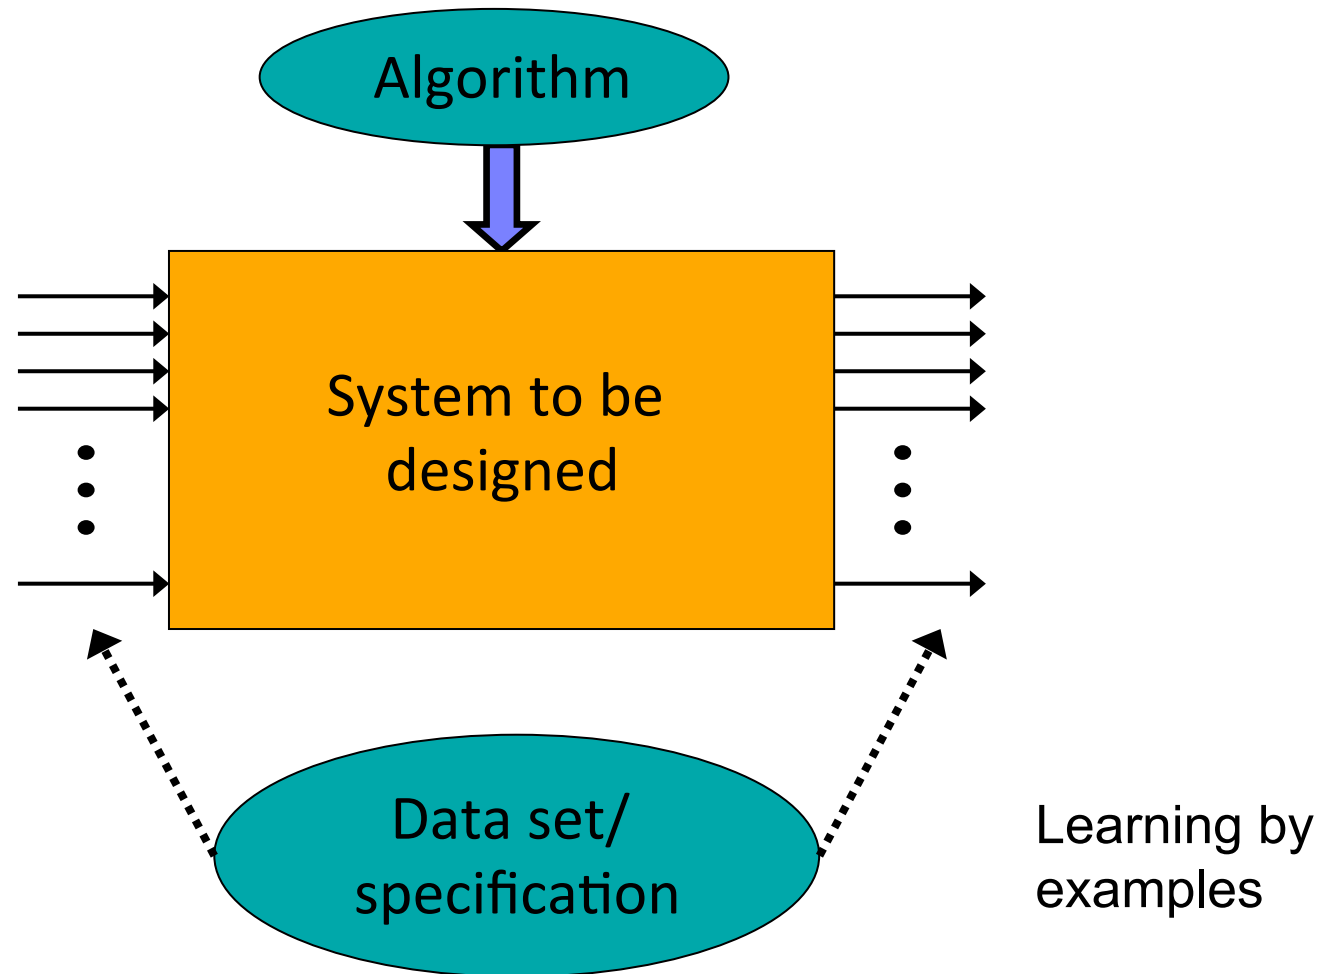 Algorithm
System to be
designed
Data set/
specification
Learning by
examples